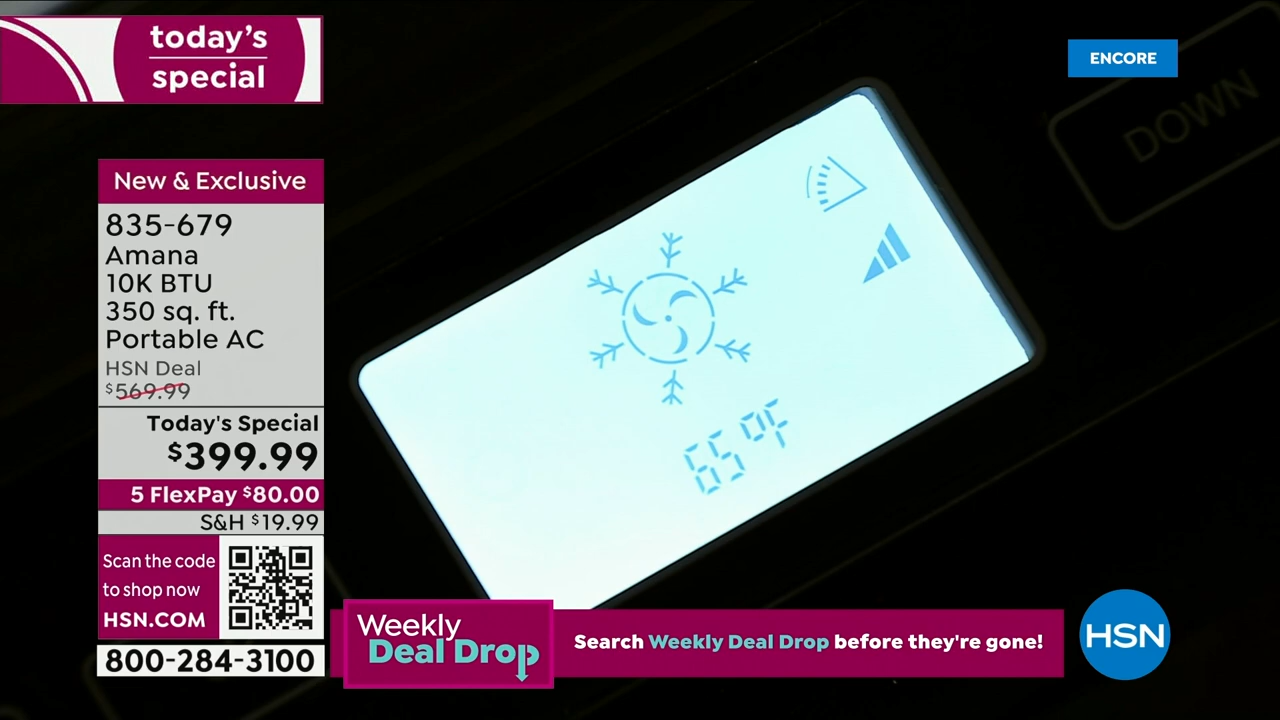 today's
special
ENCORE
DOWN
New & Exclusive
835-679
Amana
10K BTU
350 sq. ft.
Portable AC
HSN Deal
$569.99
Today's Special
$399.99
5 FlexPay $80.00
S&H $19.99
Scan the code
to shop now
HSN.COM
800-284-3100
65°F
Weekly
Deal Drop
Search Weekly Deal Drop before they're gone!
HSN